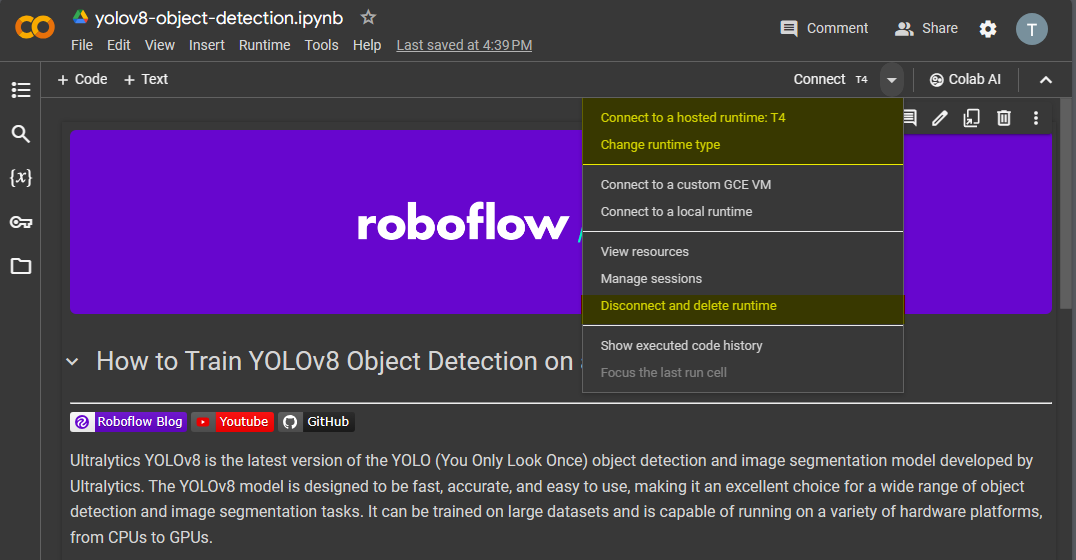 yolov8-object-detection.ipynb
Comment
Share
T
File Edit View Insert Runtime Tools Help Last saved at 4:39 PM
+ Code + Text
Connect T4
Colab AI
{x}
Connect to a hosted runtime: T4
Change runtime type
Connect to a custom GCE VM
Connect to a local runtime
View resources
Manage sessions
Disconnect and delete runtime
Show executed code history
Focus the last run cell
roboflow
How to Train YOLOv8 Object Detection on
Roboflow Blog Youtube GitHub
Ultralytics YOLOv8 is the latest version of the YOLO (You Only Look Once) object detection and image segmentation model developed by
Ultralytics. The YOLOv8 model is designed to be fast, accurate, and easy to use, making it an excellent choice for a wide range of object
detection and image segmentation tasks. It can be trained on large datasets and is capable of running on a variety of hardware platforms,
from CPUs to GPUs.